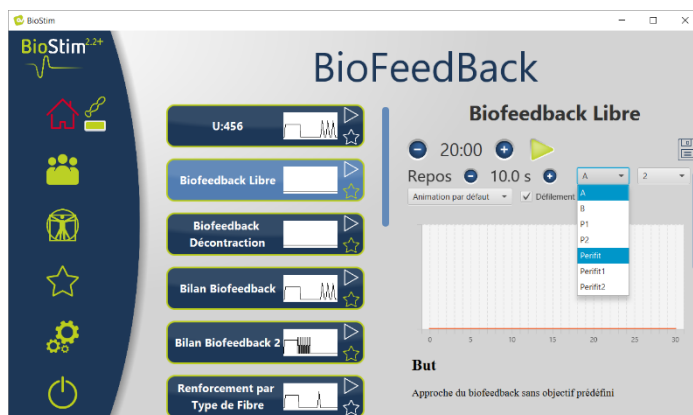 BioStim
BioStim 2.2+
BioFeedBack
U:456
Biofeedback Libre
Biofeedback
Décontraction
Bilan Biofeedback
Bilan Biofeedback 2
Renforcement par
Type de Fibre
Biofeedback Libre
20:00
Repos 10.0 s A 2
Animation par défaut Défilement
A
B
P1
P2
Perifit
Perifit1
Perifit2
0 5 10 15 20 25 30
But
Approche du biofeedback sans objectif prédéfini